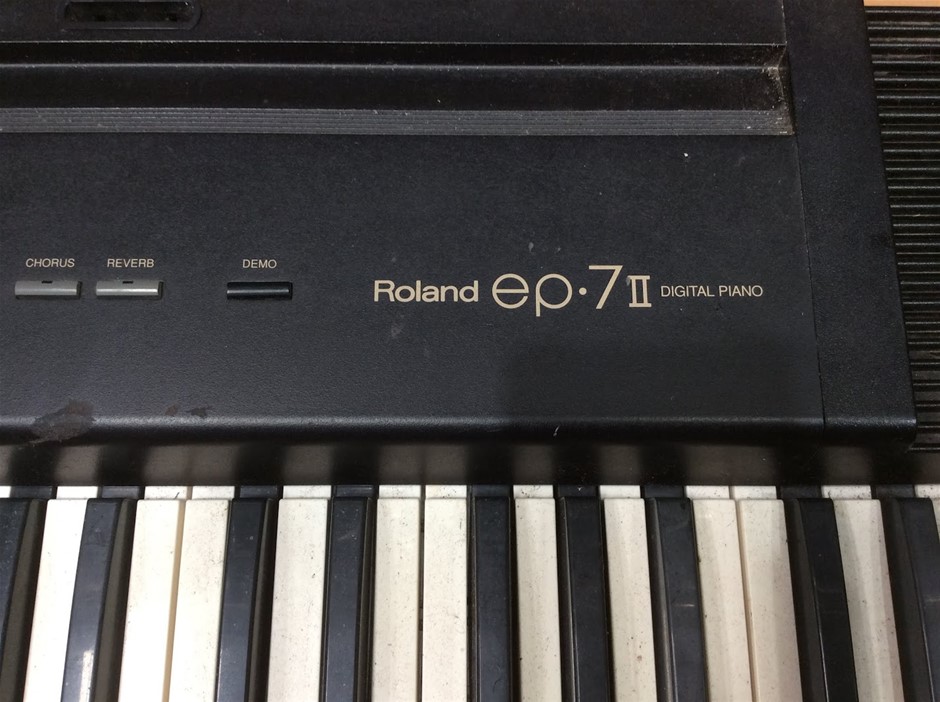 CHORUS REVERB DEMO
Roland ep·7II DIGITAL PIANO